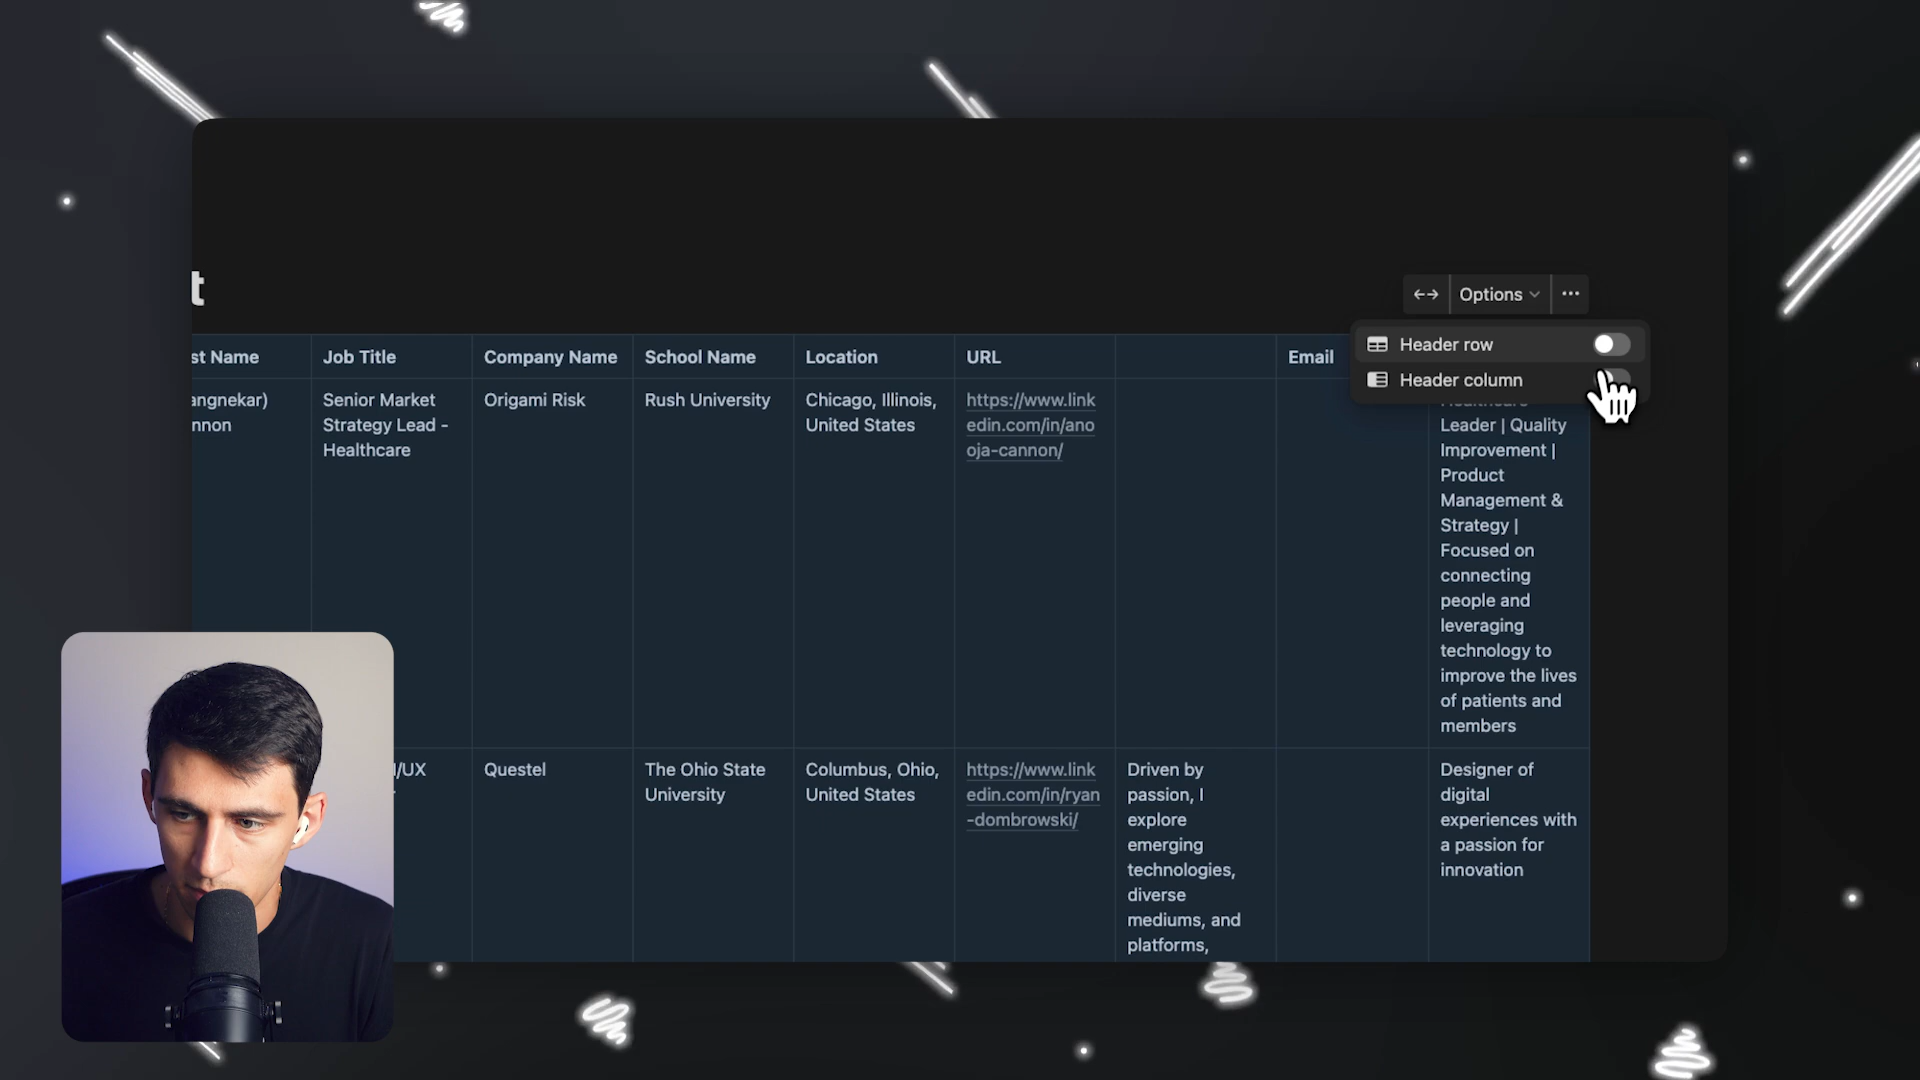 t
Options
Header row
Header column
st Name
Job Title
Company Name
School Name
Location
URL
Email
angnekar)
nnon
Senior Market
Strategy Lead -
Healthcare
Origami Risk
Rush University
Chicago, Illinois,
United States
https://www.link
edin.com/in/ano
oja-cannon/
Healthcare
Leader | Quality
Improvement |
Product
Management &
Strategy |
Focused on
connecting
people and
leveraging
technology to
improve the lives
of patients and
members
I/UX
Questel
The Ohio State
University
Columbus, Ohio,
United States
https://www.link
edin.com/in/ryan
-dombrowski/
Driven by
passion, I
explore
emerging
technologies,
diverse
mediums, and
platforms,
Designer of
digital
experiences with
a passion for
innovation